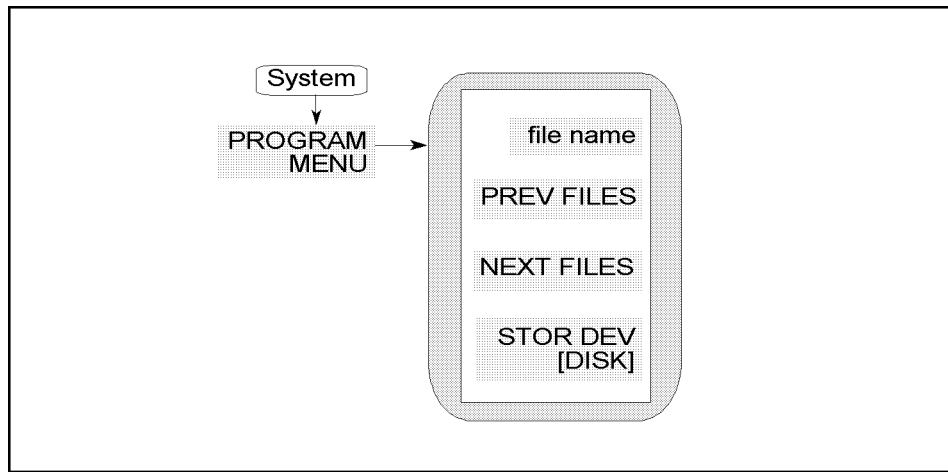 System
PROGRAM
MENU
file name
PREV FILES
NEXT FILES
STOR DEV
[DISK]